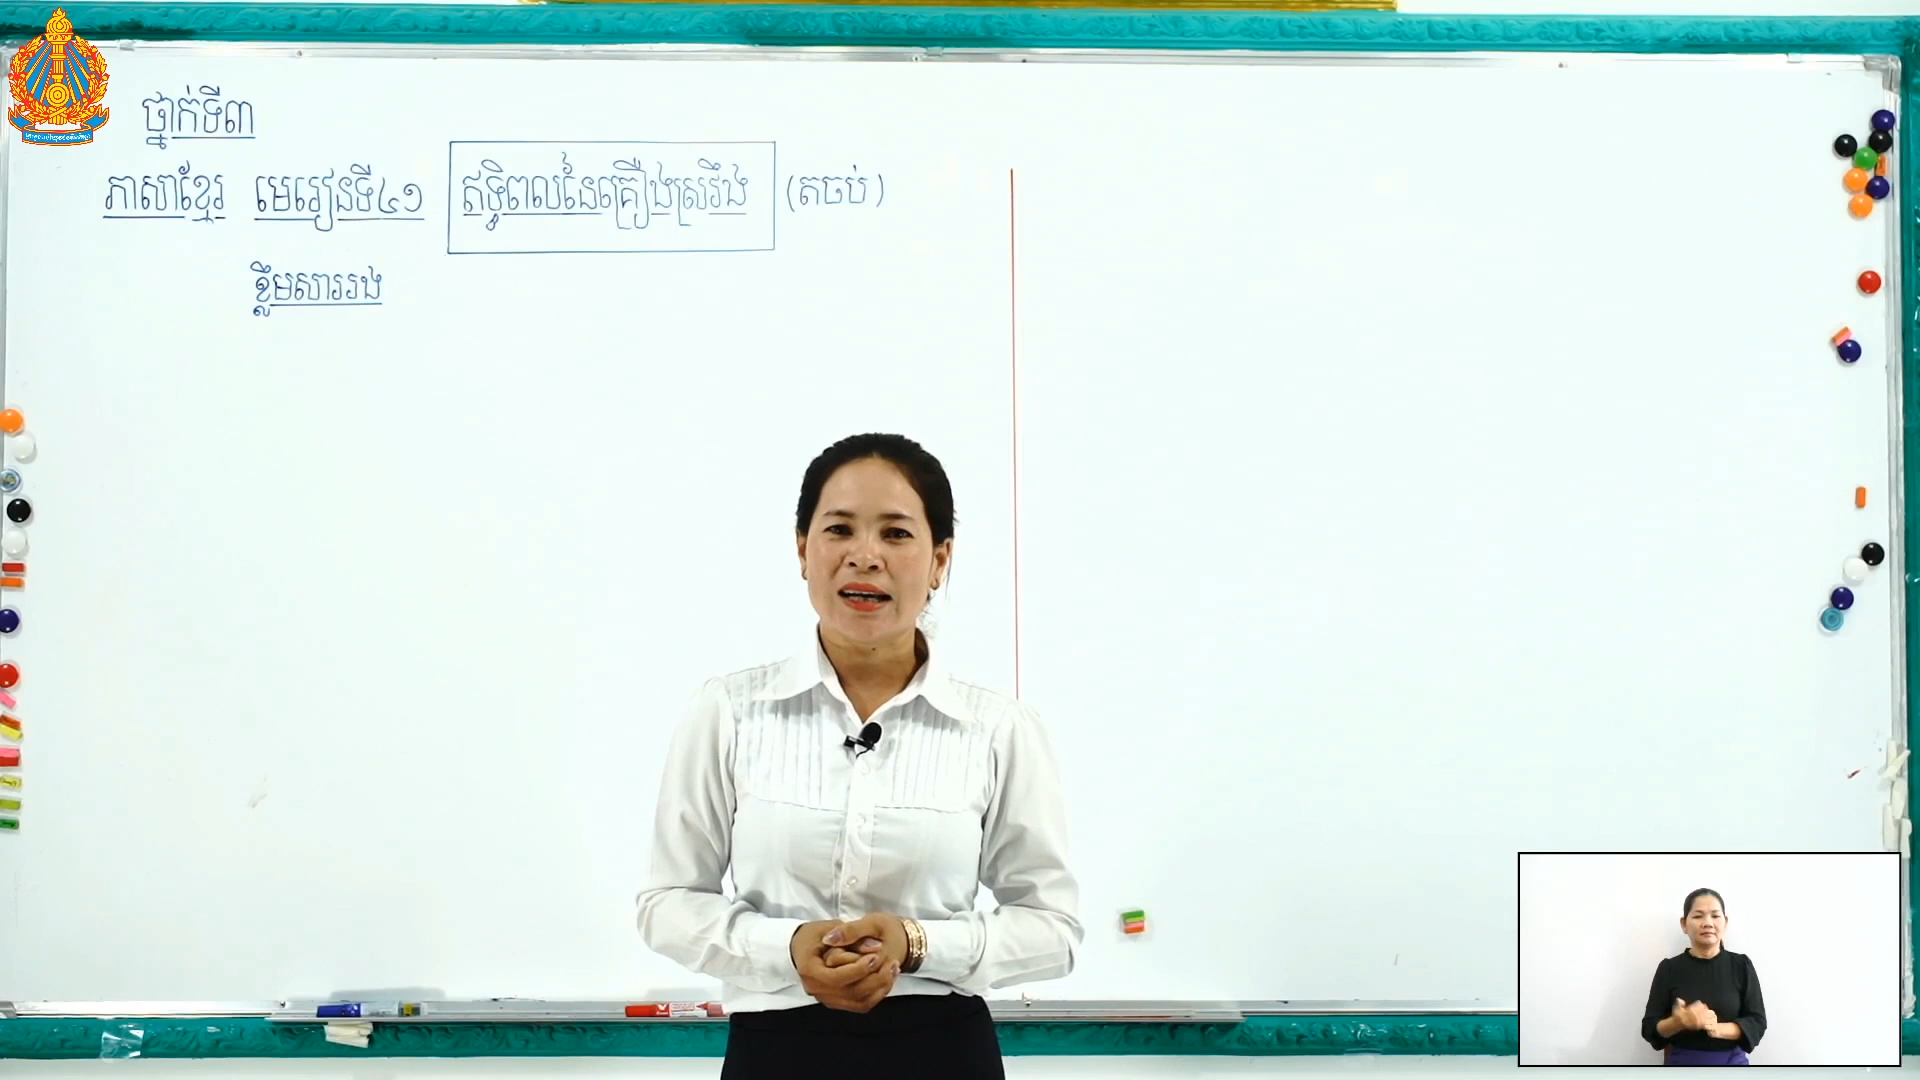 ថ្នាក់ទី៣
ភាសាខ្មែរ មេរៀនទី៤១ ឥទ្ធិពលនៃគ្រឿងស្រវឹង (តចប់)
ខ្លឹមសាររង